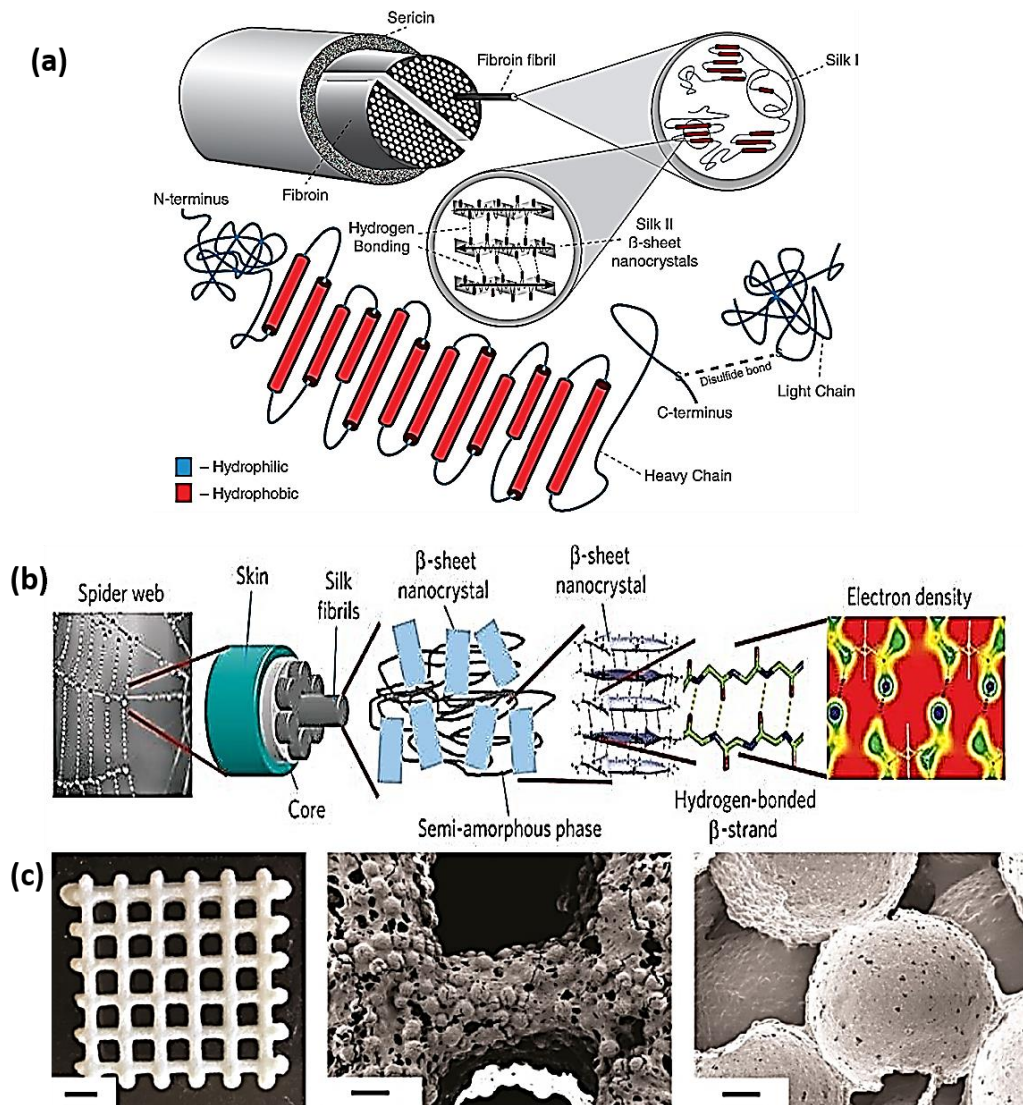 (a)
Sericin
Fibroin fibril
Silk I
Fibroin
N-terminus
Hydrogen
Bonding
Silk II
β-sheet
nanocrystals
S
Disulfide bond
S
C-terminus
Light Chain
Heavy Chain
– Hydrophilic
– Hydrophobic
(b)
Spider web
Skin
Core
Silk
fibrils
β-sheet
nanocrystal
Semi-amorphous phase
β-sheet
nanocrystal
Hydrogen-bonded
β-strand
Electron density
(c)